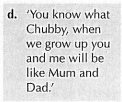 d. 'You know what
Chubby, when
we grow up you
and me will be
like Mum and
Dad.'